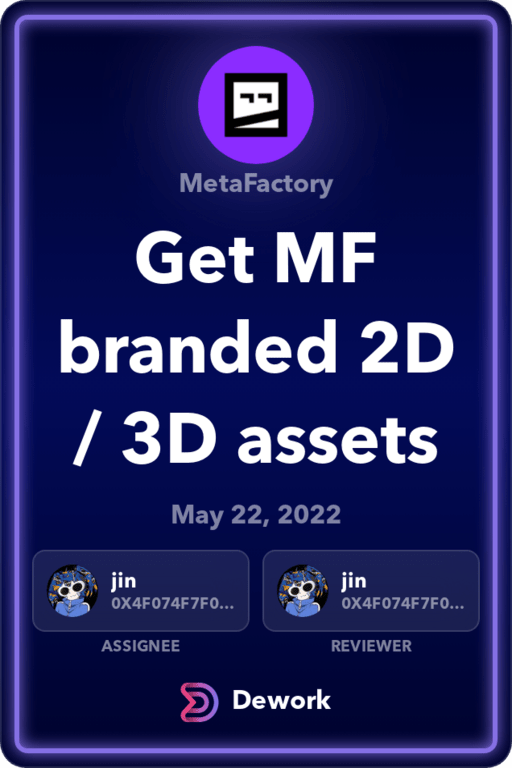 MetaFactory
Get MF
branded 2D
/ 3D assets
May 22, 2022
jin
0X4F074F7F0...
ASSIGNEE
jin
0X4F074F7F0...
REVIEWER
Dework